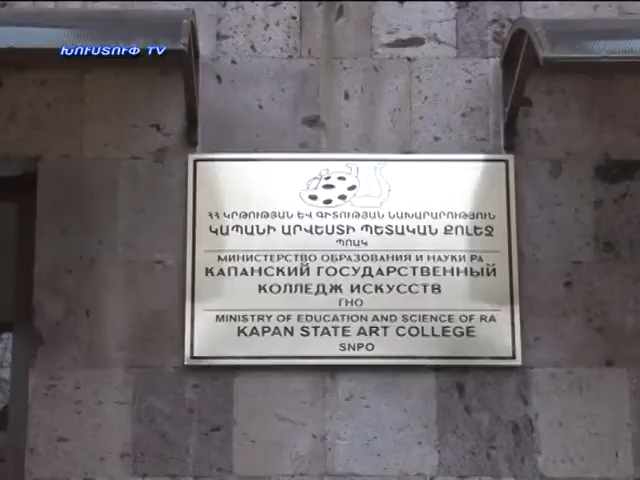 ԽՈՒՍՏՈՒՓ TV
ՀՀ ԿՐԹՈՒԹՅԱՆ ԵՎ ԳԻՏՈՒԹՅԱՆ ՆԱԽԱՐԱՐՈՒԹՅՈՒՆ
ԿԱՊԱՆԻ ԱՐՎԵՍՏԻ ՊԵՏԱԿԱՆ ՔՈԼԵՋ
ՊՈԱԿ
МИНИСТЕРСТВО ОБРАЗОВАНИЯ И НАУКИ РА
КАПАНСКИЙ ГОСУДАРСТВЕННЫЙ
КОЛЛЕДЖ ИСКУССТВ
ГНО
MINISTRY OF EDUCATION AND SCIENCE OF RA
KAPAN STATE ART COLLEGE
SNPO